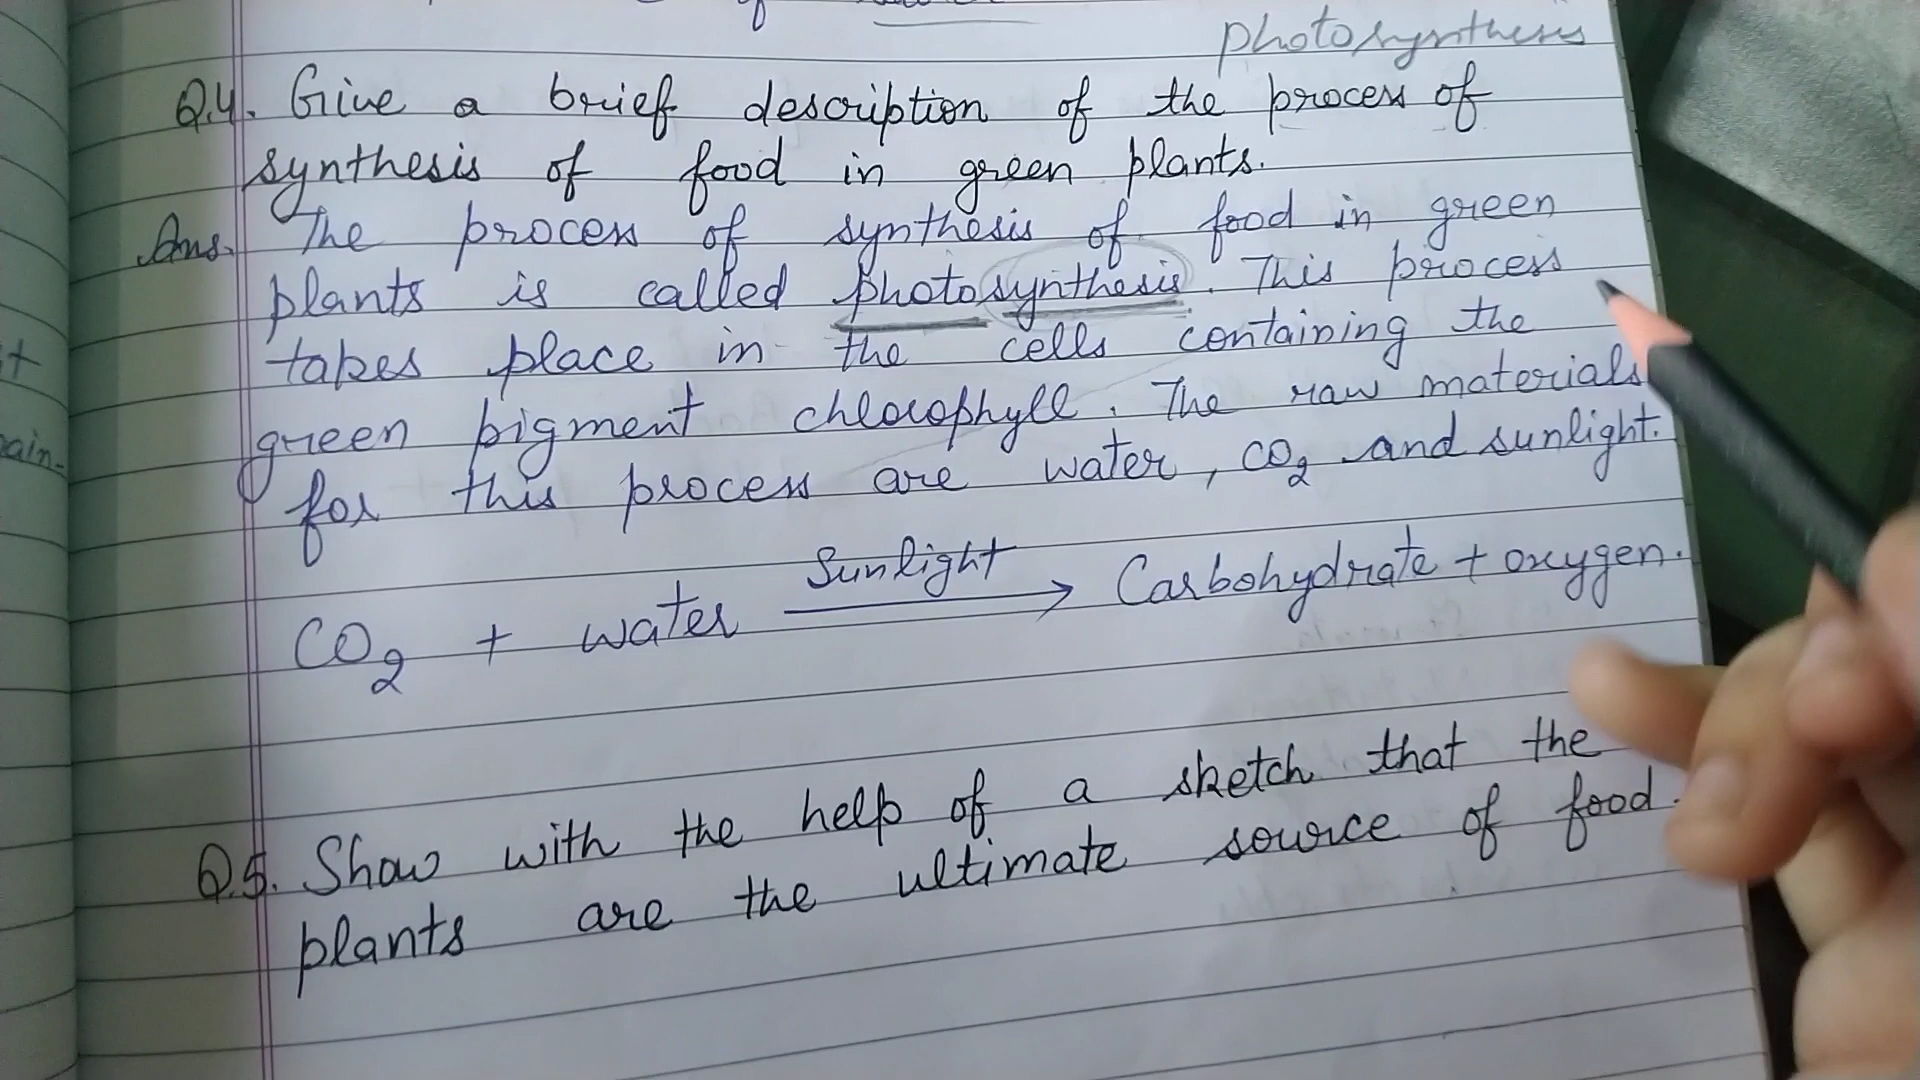 of
photosynthesis
Q.4. Give a brief description of the process of
synthesis of food in green plants.
Ans. The process of synthesis of food in green
plants is called photosynthesis. This process
takes place in the cells containing the
green pigment chlorophyll. The raw materials
for this process are water, CO₂ and sunlight.
Sunlight
CO₂ + water → Carbohydrate + oxygen.
Q.5. Show with the help of a sketch that the
plants are the ultimate source of food.